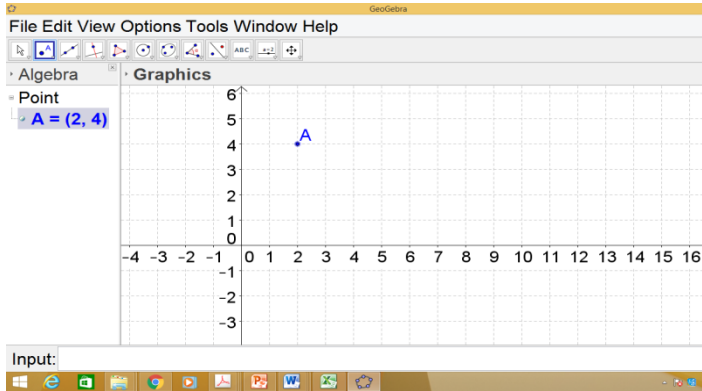 GeoGebra
File Edit View Options Tools Window Help
A
ABC
a=2
Algebra
Graphics
Point
A = (2, 4)
A
6
5
4
3
2
1
0
-4 -3 -2 -1 0 1 2 3 4 5 6 7 8 9 10 11 12 13 14 15 16
-1
-2
-3
Input: